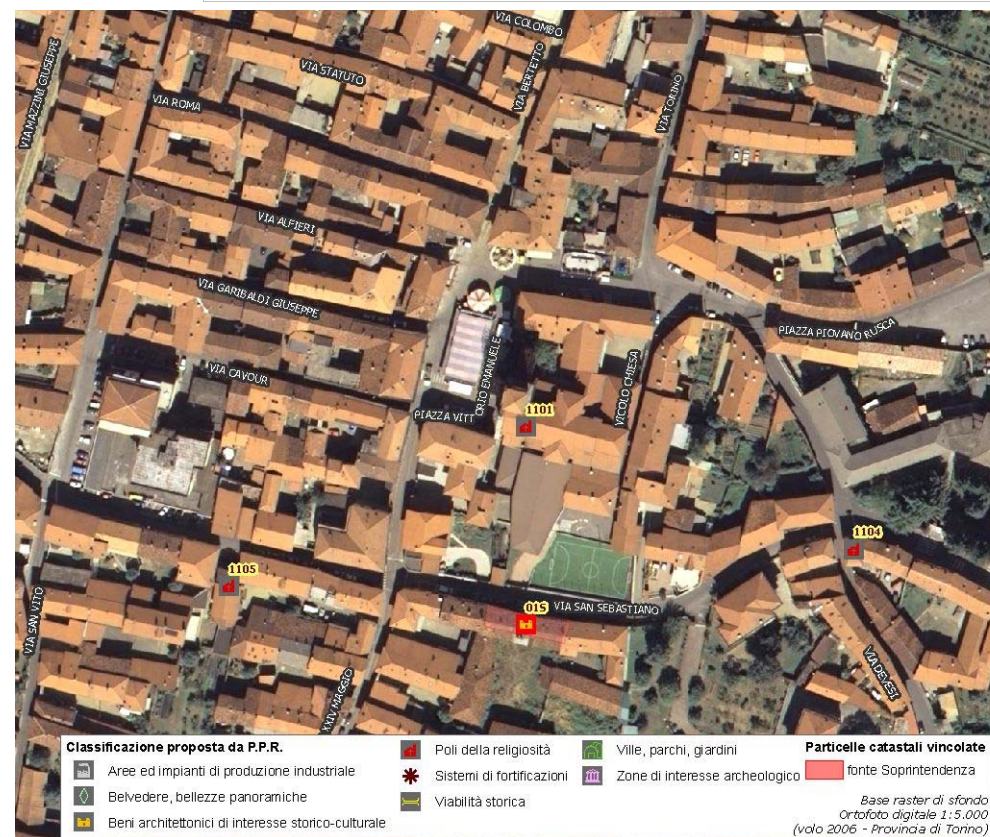 VIA COLOMBO
VIA MAZZINI GIUSEPPE
VIA STATUTO
VIA BERTETTO
VIA TORINO
VIA ROMA
VIA ALFIERI
VIA GARIBALDI GIUSEPPE
PIAZZA PIOVANO RUSCA
VIA CAVOUR
VICOLO CHIESA
PIAZZA VITT
ORIO EMANUELE
1101
1104
1105
015
VIA SAN SEBASTIANO
VIA SAN VITO
XXIV MAGGIO
VIA DEVESI
Classificazione proposta da P.P.R.
Aree ed impianti di produzione industriale
Belvedere, bellezze panoramiche
Beni architettonici di interesse storico-culturale
Poli della religiosità
Sistemi di fortificazioni
Viabilità storica
Ville, parchi, giardini
Zone di interesse archeologico
Particelle catastali vincolate
fonte Soprintendenza
Base raster di sfondo
Ortofoto digitale 1:5.000
(volo 2006 - Provincia di Torino)